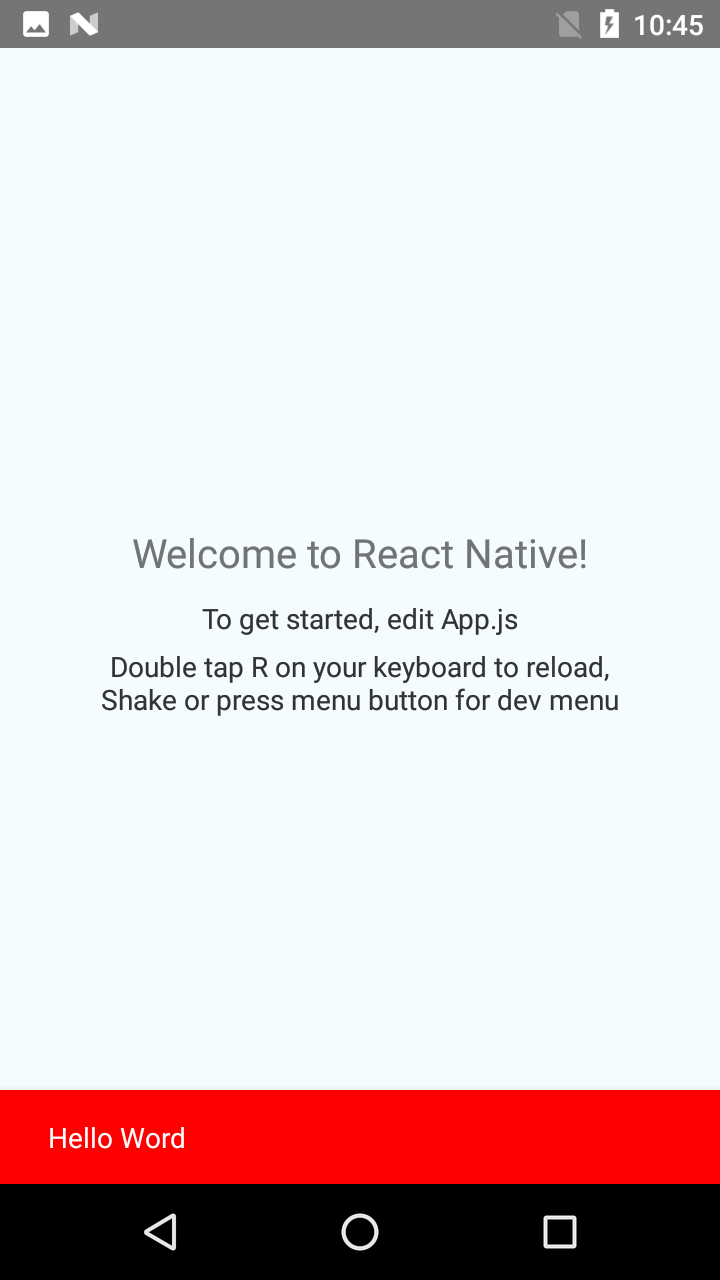 10:45
Welcome to React Native!
To get started, edit App.js
Double tap R on your keyboard to reload,
Shake or press menu button for dev menu
Hello Word